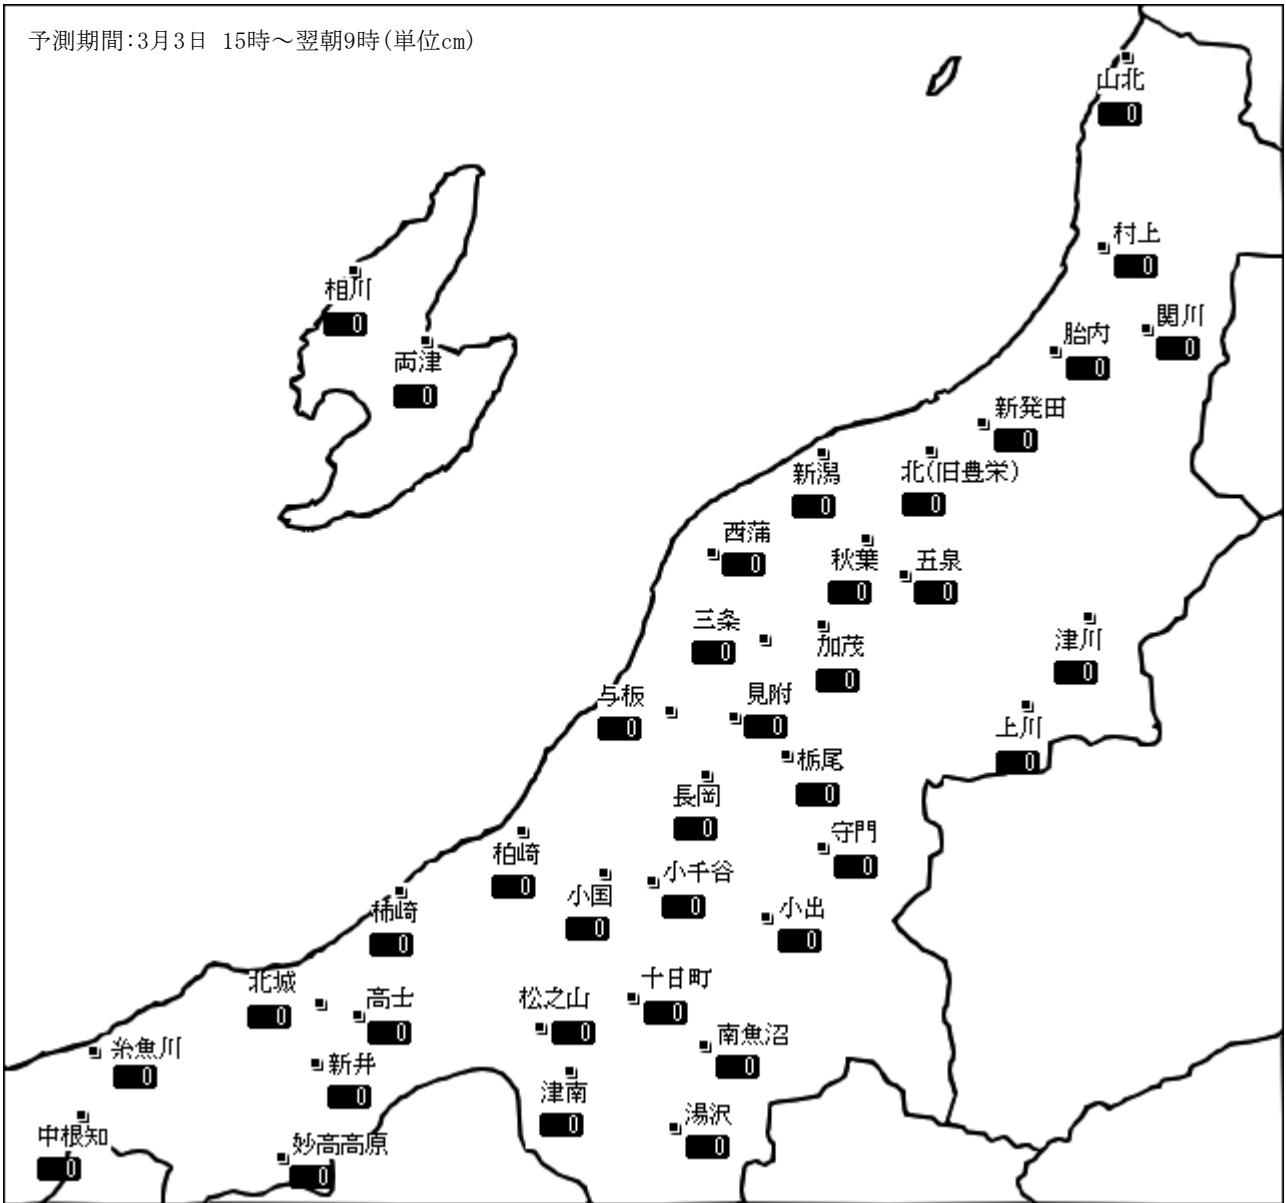 予測期間:3月3日 15時～翌朝9時(単位cm)
山北
0
村上
0
相川
0
関川
0
胎内
0
両津
0
新発田
0
新潟
0
北(旧豊栄)
0
西蒲
0
秋葉
0
五泉
0
三条
0
加茂
0
津川
0
与板
0
見附
0
上川
0
栃尾
0
長岡
0
守門
0
柏崎
0
小国
0
小千谷
0
小出
0
柿崎
0
北城
0
高士
0
松之山
0
十日町
0
南魚沼
0
糸魚川
0
新井
0
津南
0
湯沢
0
中根知
0
妙高高原
0